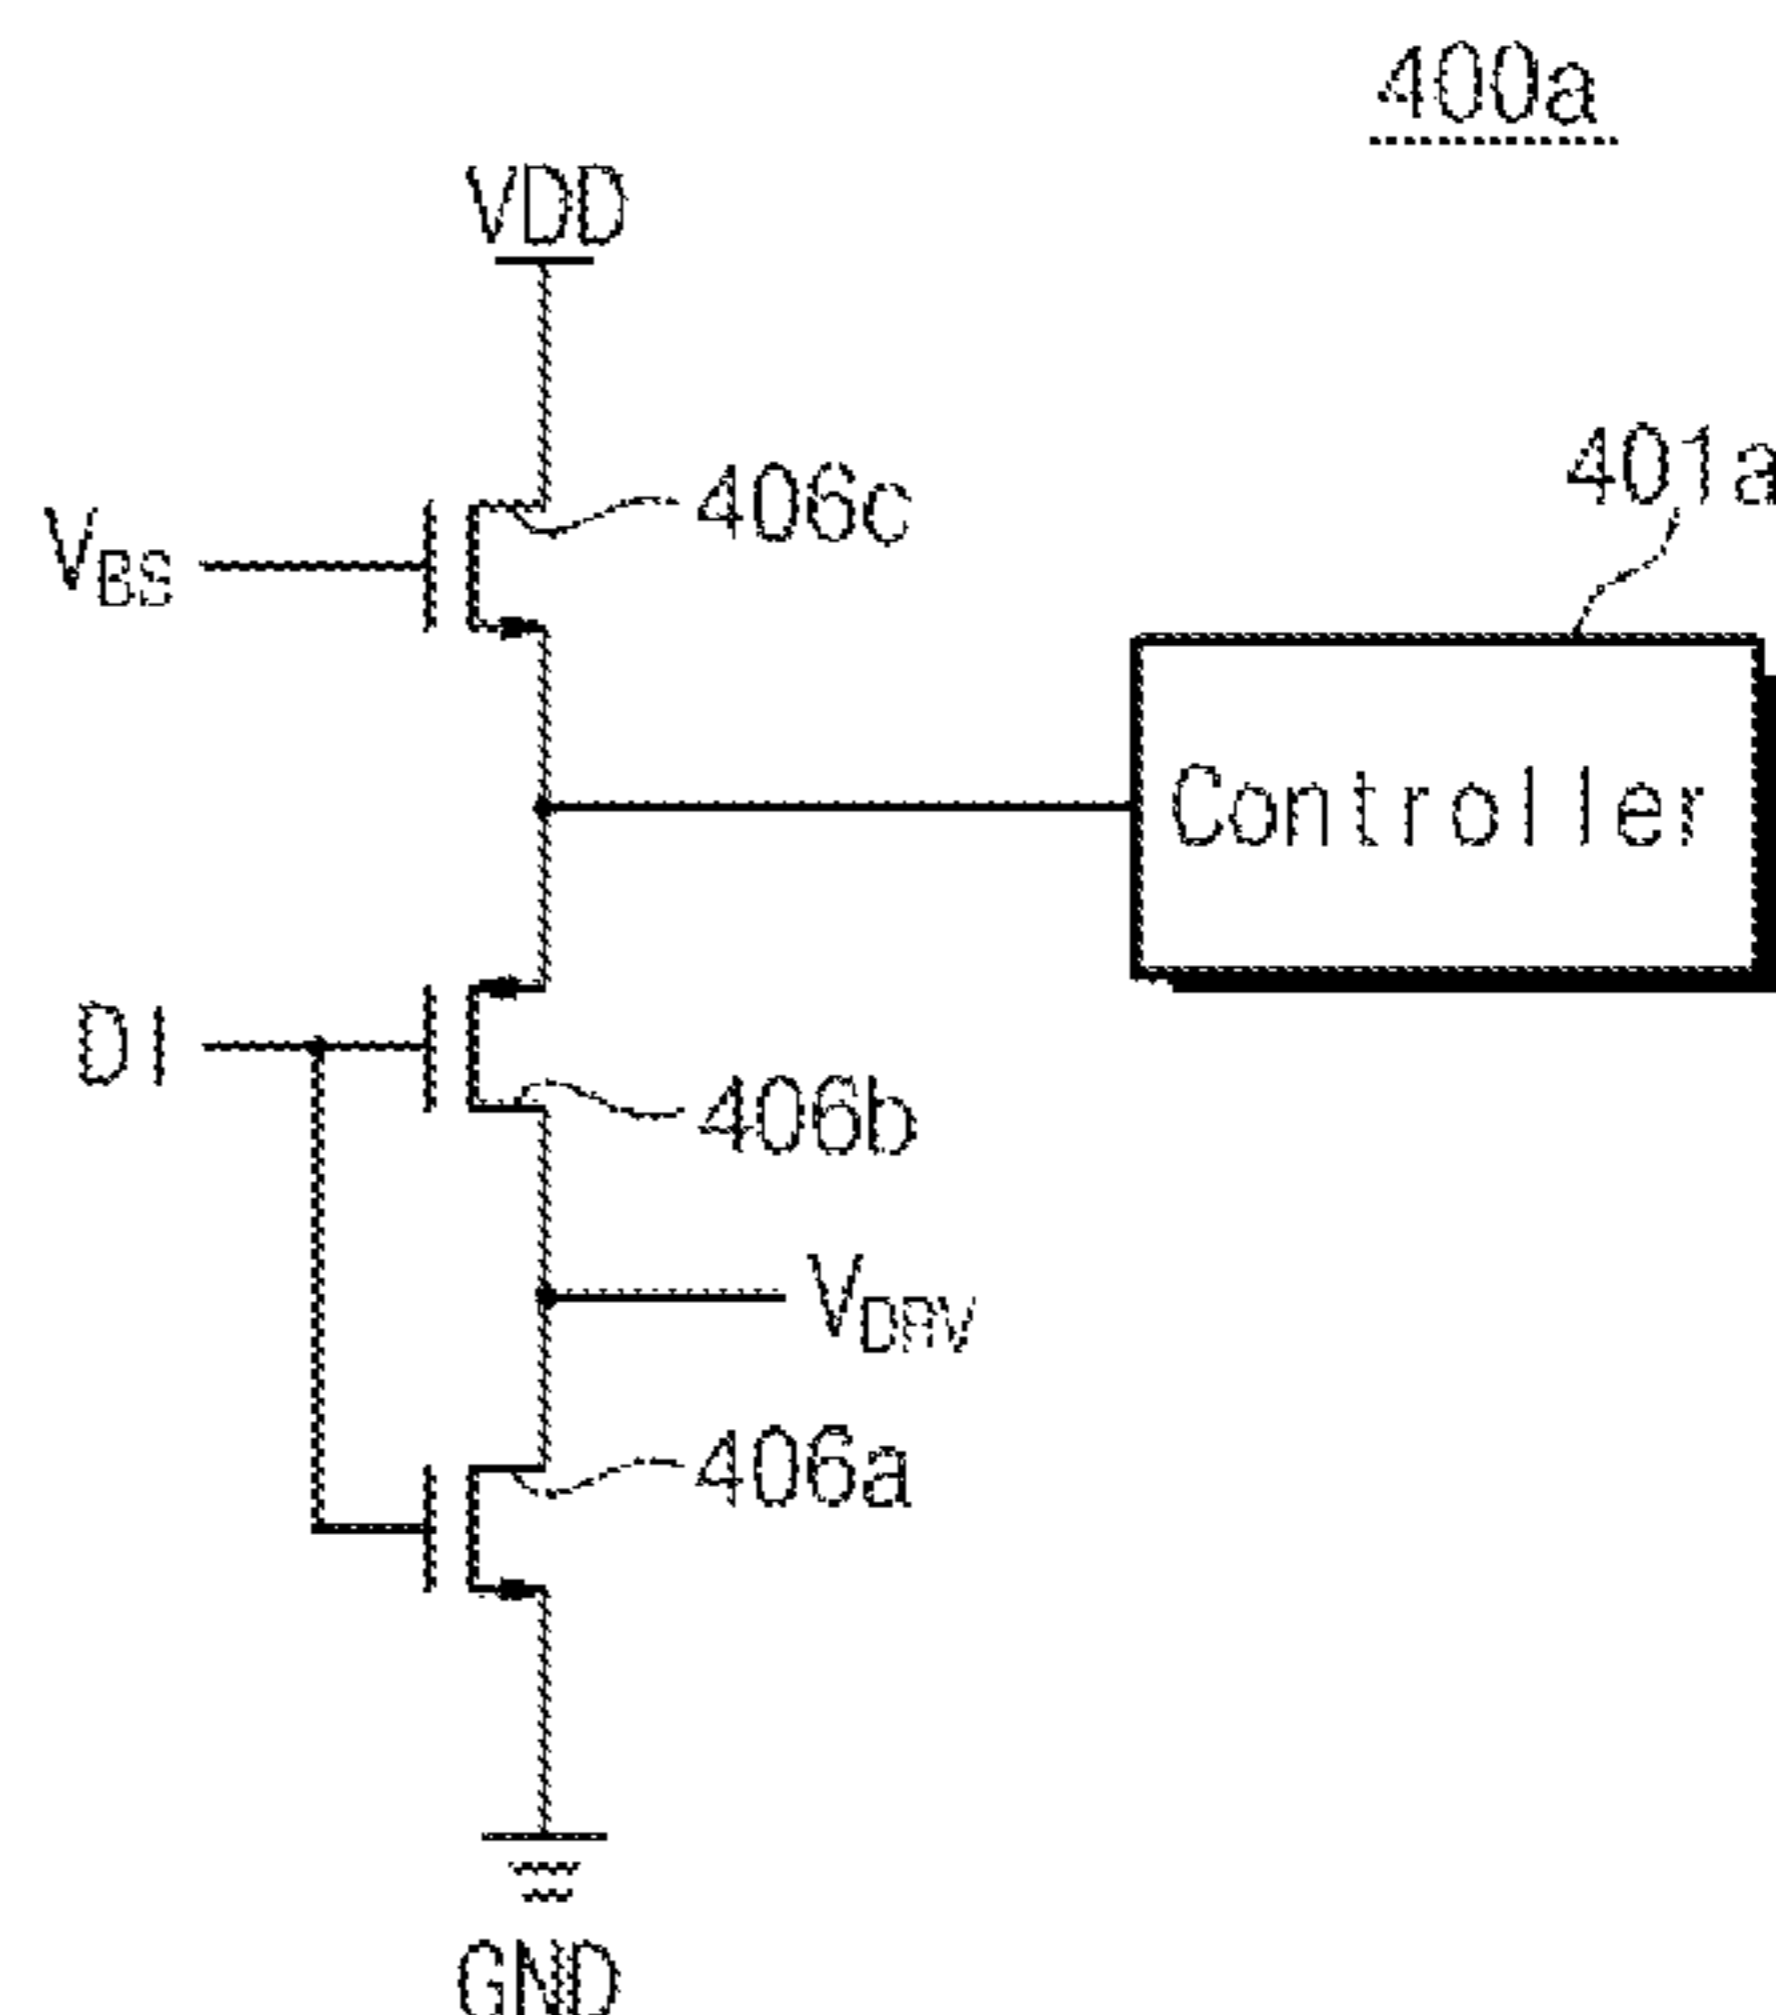 400a
VDD
406c
401a
VBS
Controller
DI
406b
VDRV
406a
GND